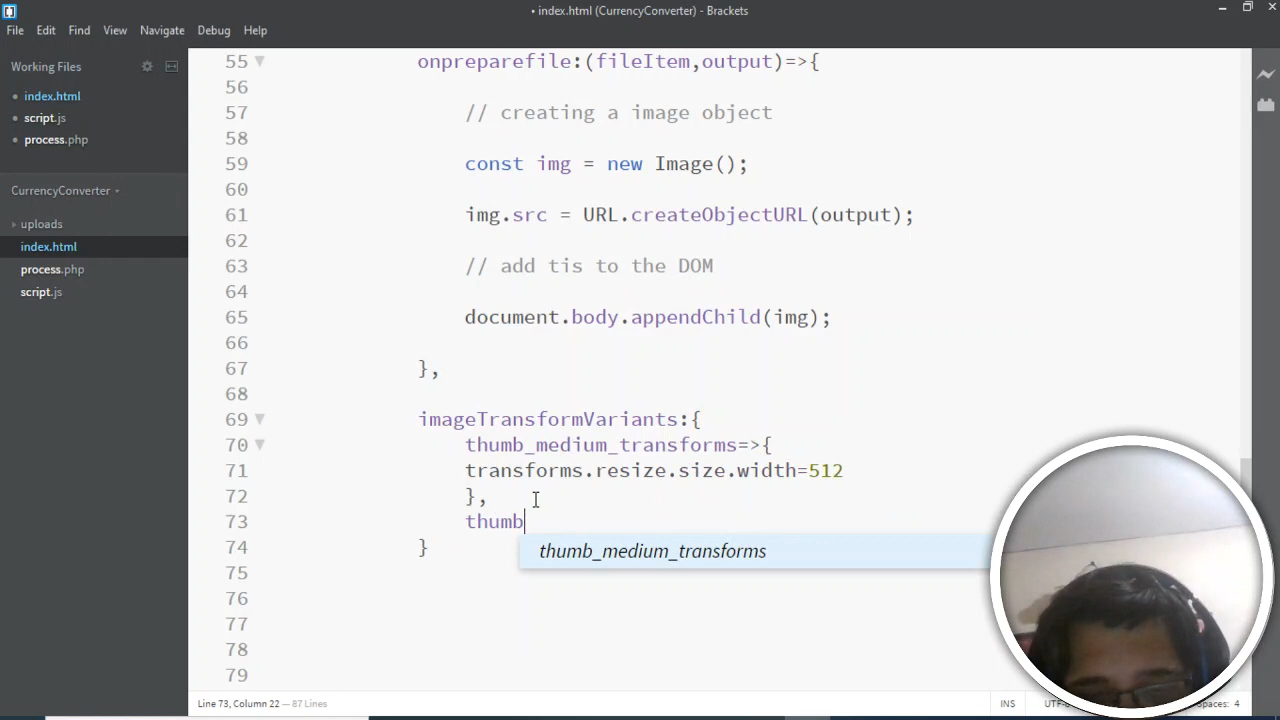 • index.html (CurrencyConverter) - Brackets
File Edit Find View Navigate Debug Help
Working Files
index.html
script.js
process.php
CurrencyConverter
uploads
index.html
process.php
script.js
55 onpreparefile:(fileItem,output)=>{
56
57 // creating a image object
58
59 const img = new Image();
60
61 img.src = URL.createObjectURL(output);
62
63 // add tis to the DOM
64
65 document.body.appendChild(img);
66
67 },
68
69 imageTransformVariants:{
70 thumb_medium_transforms=>{
71 transforms.resize.size.width=512
72 },
73 thumb
thumb_medium_transforms
74 }
75
76
77
78
79
Line 73, Column 22 — 87 Lines
INS UTF- Spaces: 4